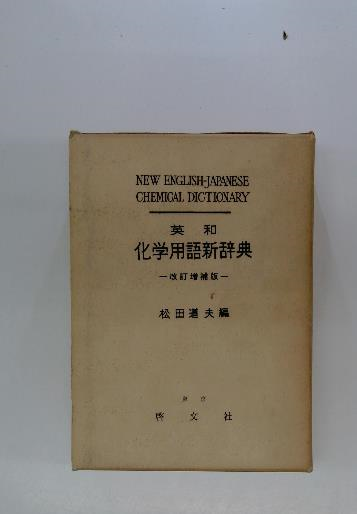 NEW ENGLISH-JAPANESE
CHEMICAL DICTIONARY
英和
化学用語新辞典
—改訂増補版—
松田道夫編
東京
啓文社